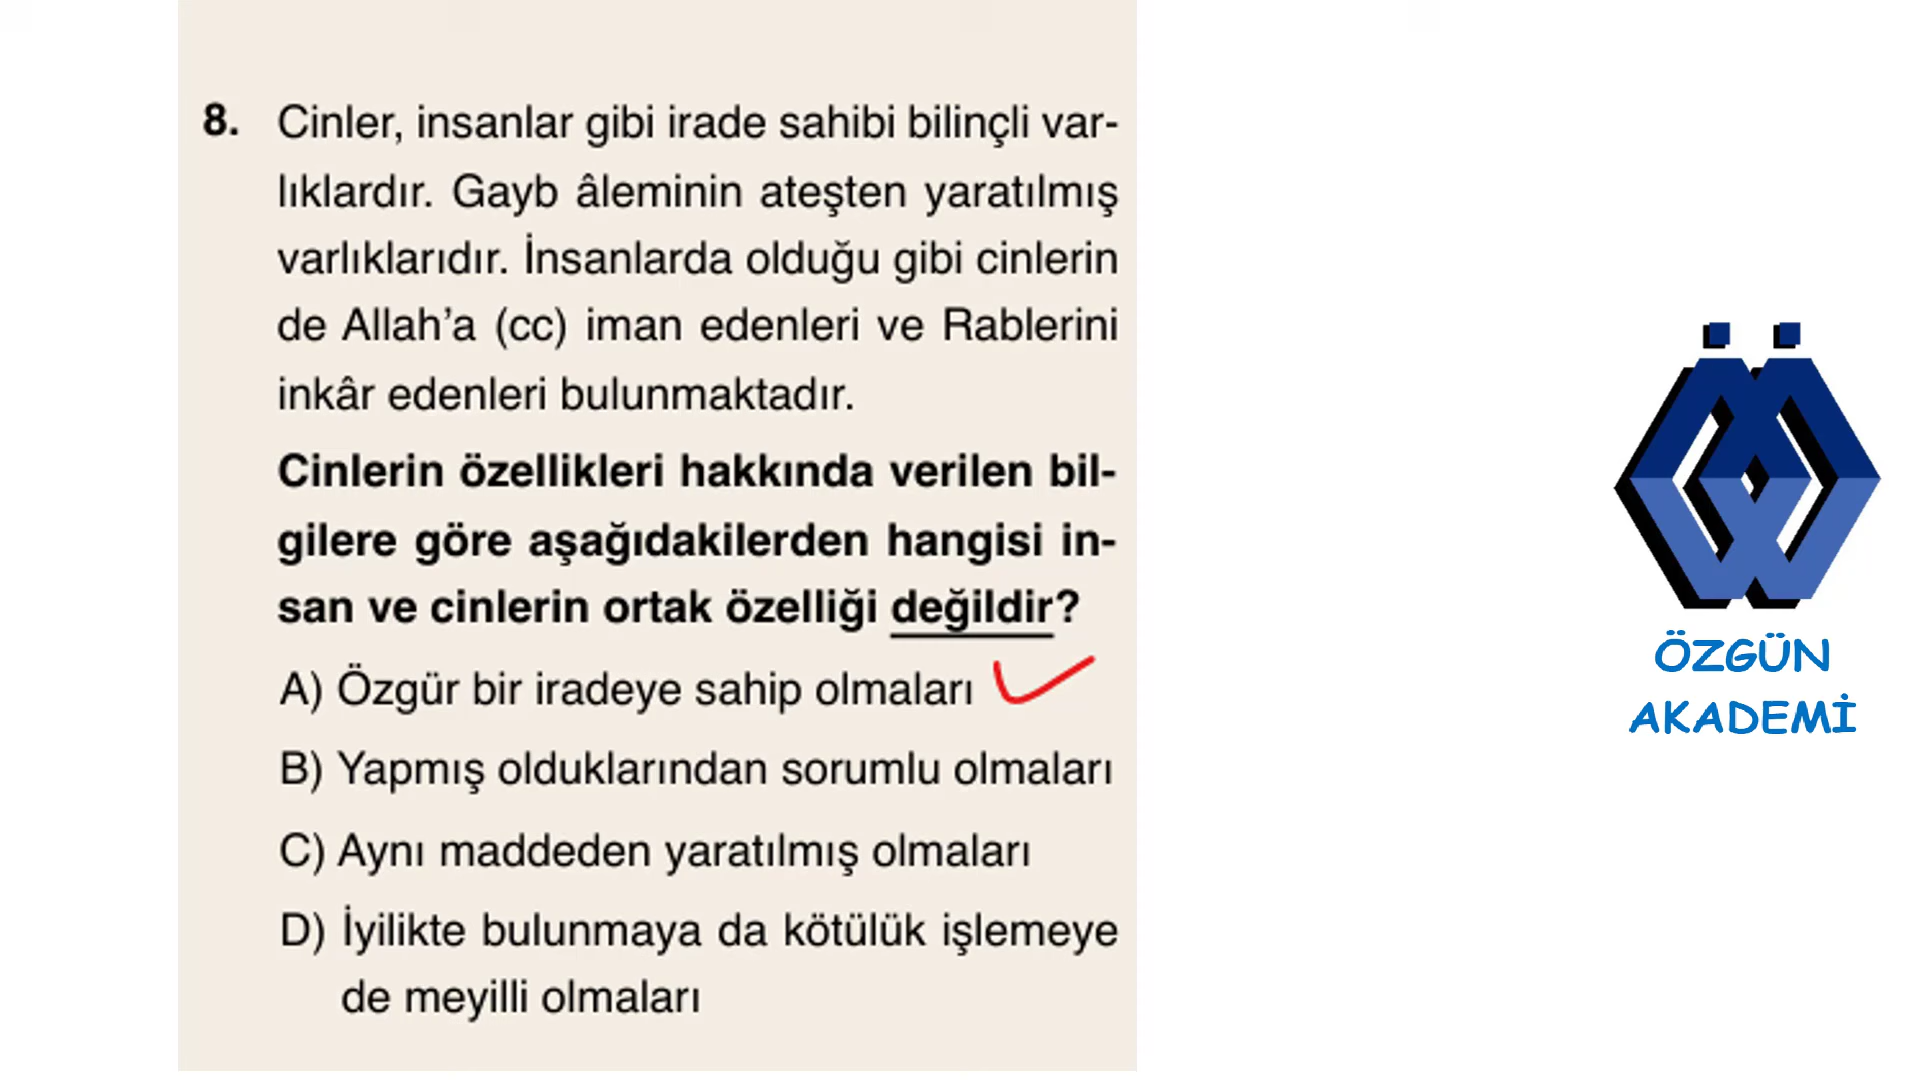 8. Cinler, insanlar gibi irade sahibi bilinçli var-
lıklardır. Gayb âleminin ateşten yaratılmış
varlıklarıdır. İnsanlarda olduğu gibi cinlerin
de Allah’a (cc) iman edenleri ve Rablerini
inkâr edenleri bulunmaktadır.
Cinlerin özellikleri hakkında verilen bil-
gilere göre aşağıdakilerden hangisi in-
san ve cinlerin ortak özelliği değildir?
A) Özgür bir iradeye sahip olmaları
B) Yapmış olduklarından sorumlu olmaları
C) Aynı maddeden yaratılmış olmaları
D) İyilikte bulunmaya da kötülük işlemeye
de meyilli olmaları
ÖZGÜN
AKADEMİ